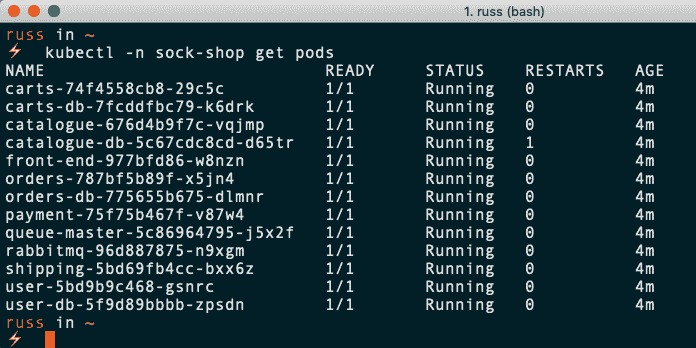 1. russ (bash)
russ in ~
⚡ kubectl -n sock-shop get pods
NAME READY STATUS RESTARTS AGE
carts-74f4558cb8-29c5c 1/1 Running 0 4m
carts-db-7fcddfbc79-k6drk 1/1 Running 0 4m
catalogue-676d4b9f7c-vqjmp 1/1 Running 0 4m
catalogue-db-5c67cdc8cd-d65tr 1/1 Running 1 4m
front-end-977bfd86-w8nzn 1/1 Running 0 4m
orders-787bf5b89f-x5jn4 1/1 Running 0 4m
orders-db-775655b675-dlmnr 1/1 Running 0 4m
payment-75f75b467f-v87w4 1/1 Running 0 4m
queue-master-5c86964795-j5x2f 1/1 Running 0 4m
rabbitmq-96d887875-n9xgm 1/1 Running 0 4m
shipping-5bd69fb4cc-bxx6z 1/1 Running 0 4m
user-5bd9b9c468-gsnrc 1/1 Running 0 4m
user-db-5f9d89bbbb-zpsdn 1/1 Running 0 4m
russ in ~
⚡